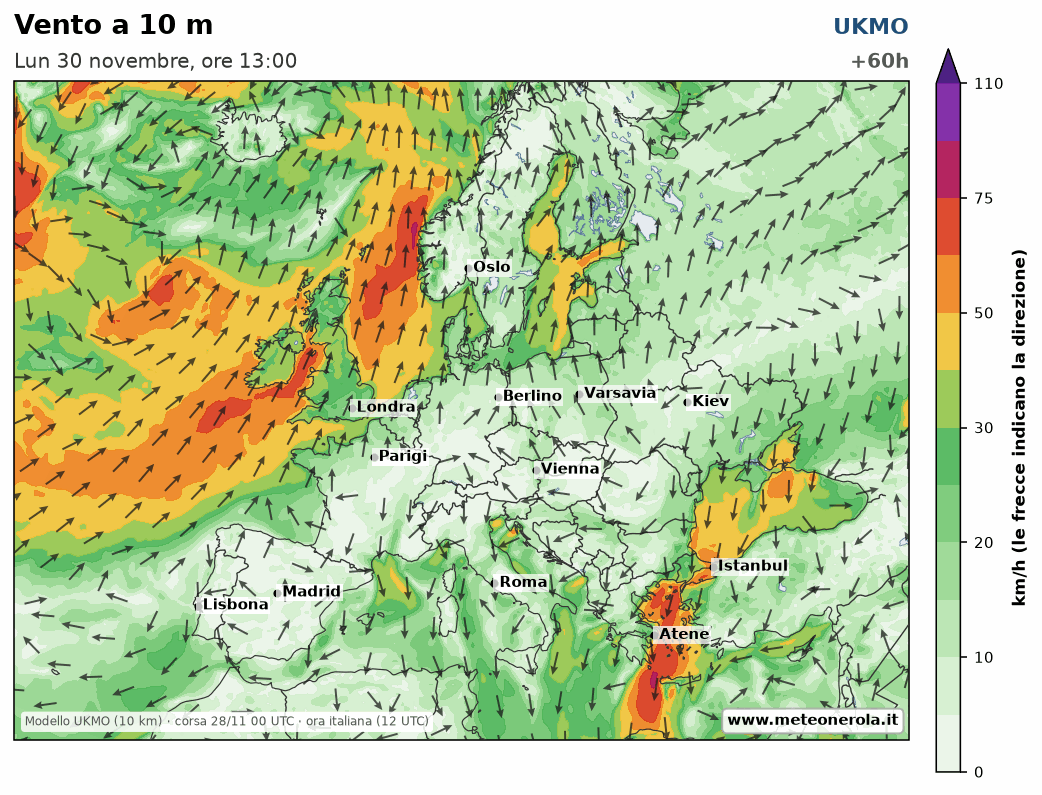 Vento a 10 m
UKMO
Lun 30 novembre, ore 13:00
+60h
110
75
50
30
20
10
0
km/h (le frecce indicano la direzione)
Oslo
Londra
Berlino
Varsavia
Kiev
Parigi
Vienna
Istanbul
Roma
Madrid
Lisbona
Atene
Modello UKMO (10 km) · corsa 28/11 00 UTC · ora italiana (12 UTC)
www.meteonerola.it